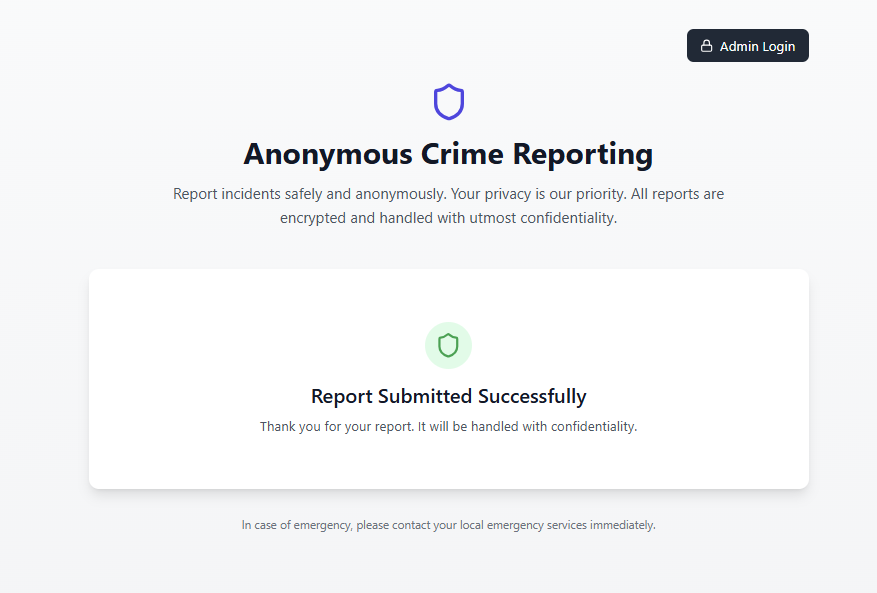 Admin Login
Anonymous Crime Reporting
Report incidents safely and anonymously. Your privacy is our priority. All reports are
encrypted and handled with utmost confidentiality.
Report Submitted Successfully
Thank you for your report. It will be handled with confidentiality.
In case of emergency, please contact your local emergency services immediately.